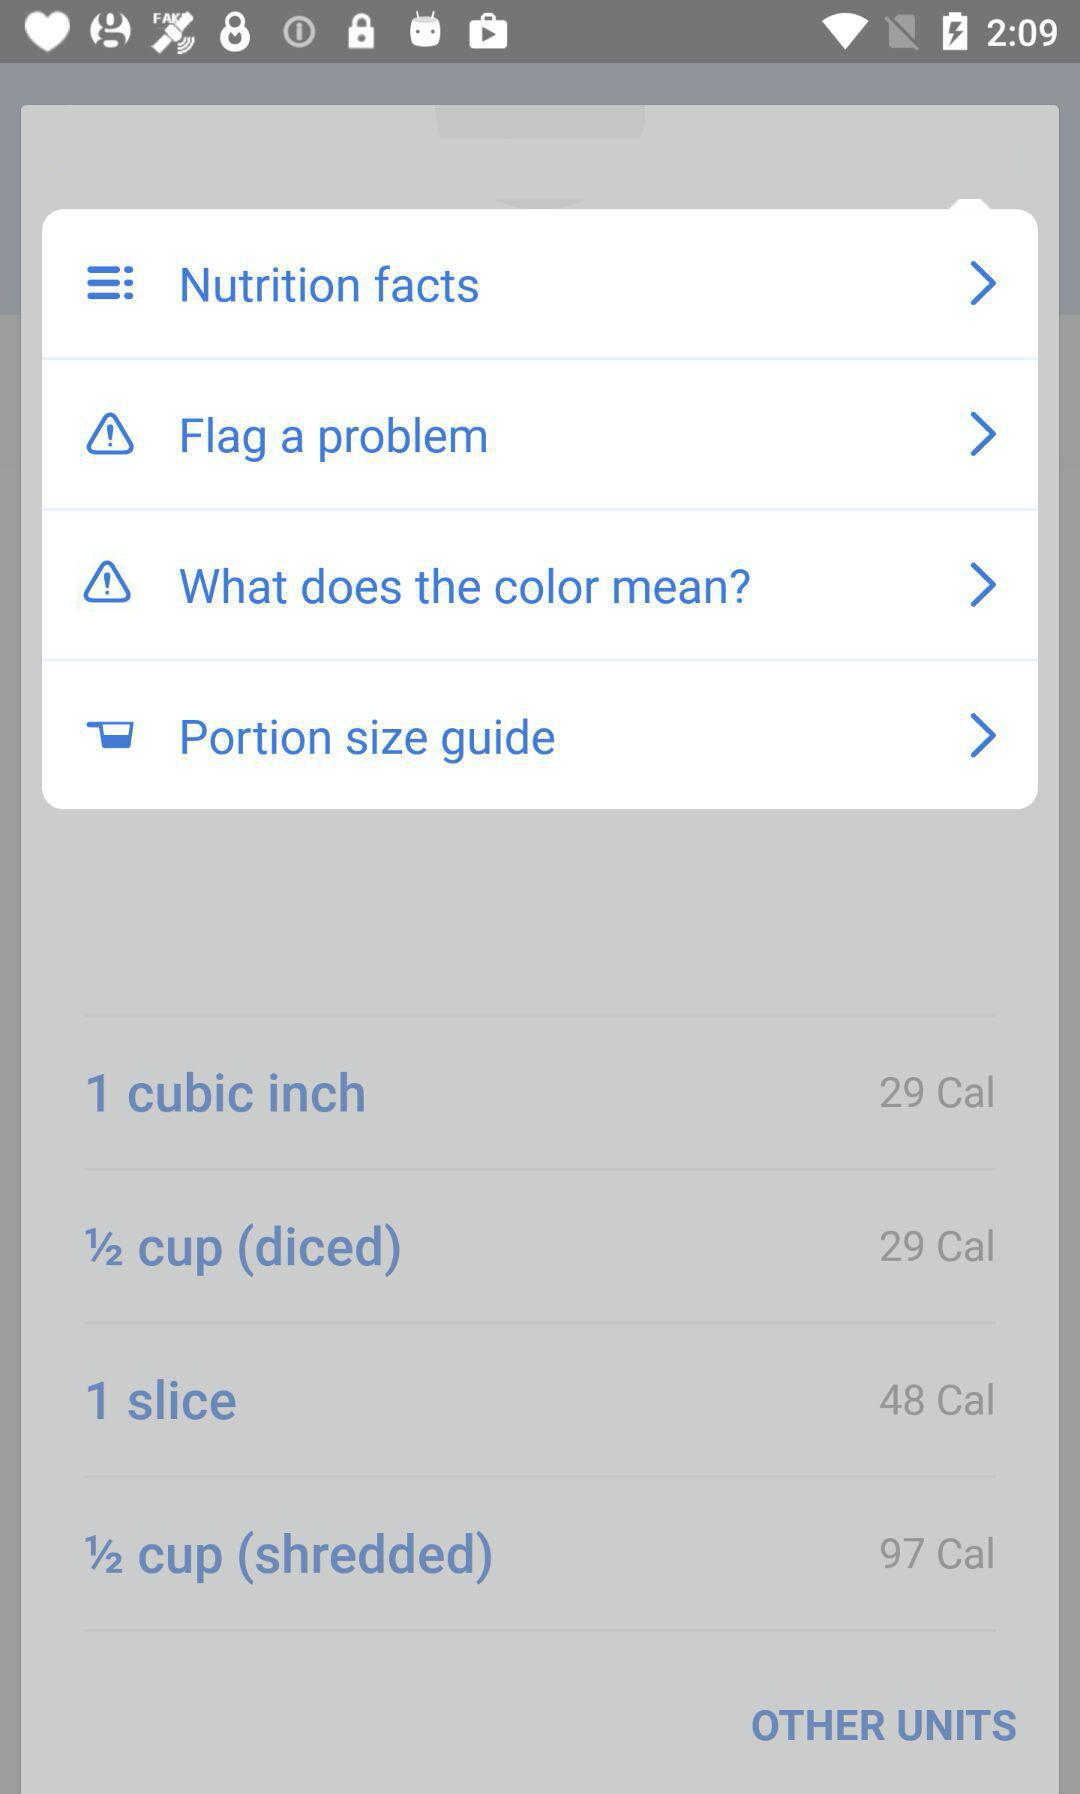 FAKE
2:09
Nutrition facts
Flag a problem
What does the color mean?
Portion size guide
1 cubic inch 29 Cal
½ cup (diced) 29 Cal
1 slice 48 Cal
½ cup (shredded) 97 Cal
OTHER UNITS